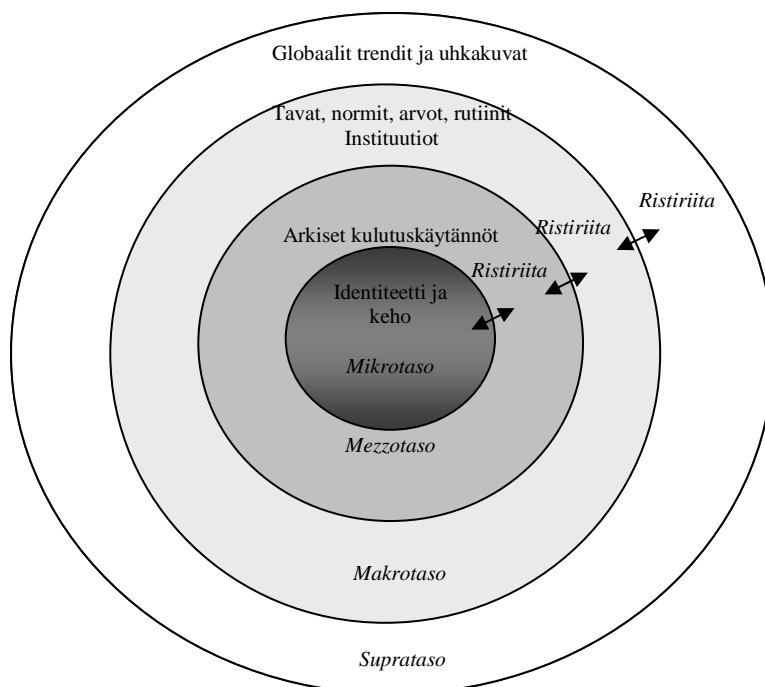 Globaalit trendit ja uhkakuvat
Tavat, normit, arvot, rutiinit
Instituutiot
Ristiriita
Ristiriita
Arkiset kulutuskäytännöt
Ristiriita
Identiteetti ja
keho
Mikrotaso
Mezzotaso
Makrotaso
Suprataso